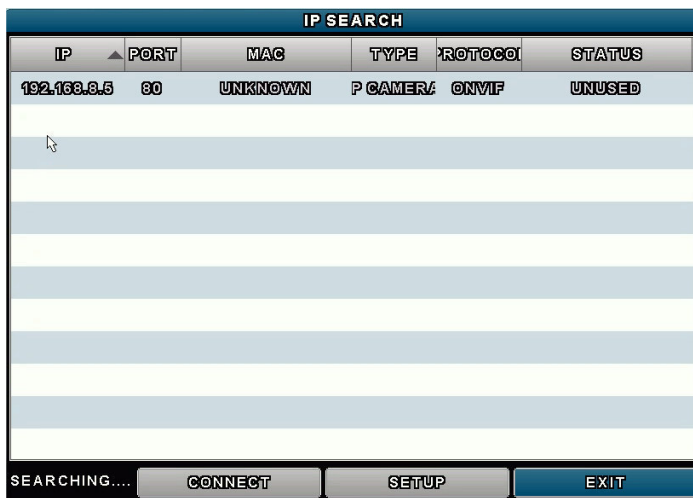 IP SEARCH
IP PORT MAC TYPE PROTOCOL STATUS
192.168.8.5 80 UNKNOWN P CAMERA ONVIF UNUSED
SEARCHING.... CONNECT SETUP EXIT